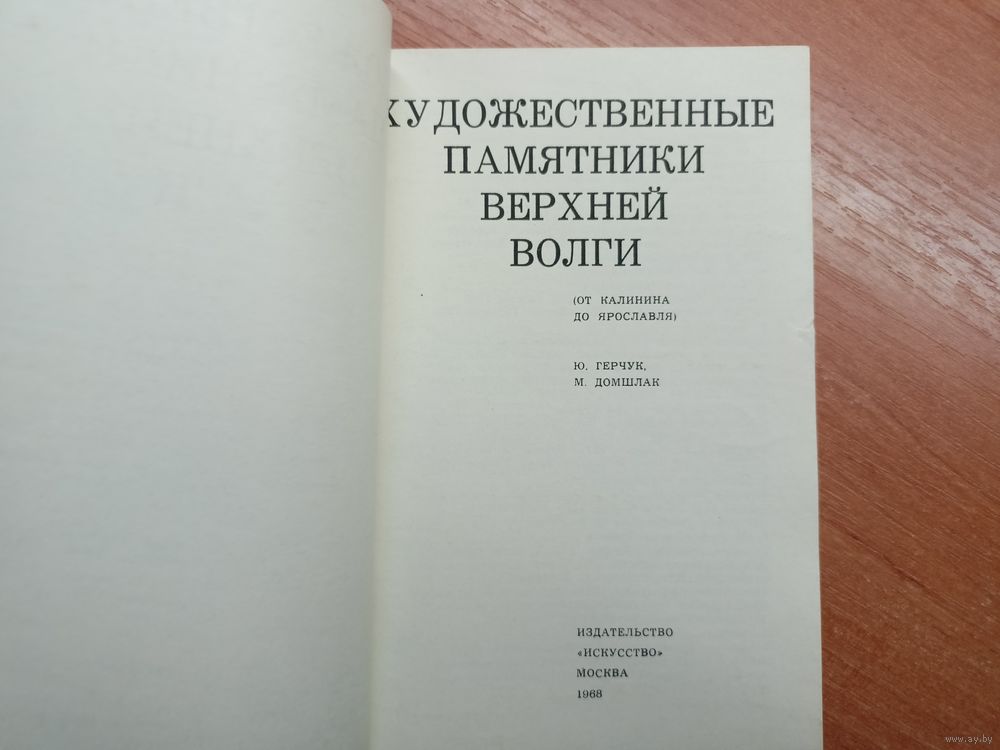 ХУДОЖЕСТВЕННЫЕ
ПАМЯТНИКИ
ВЕРХНЕЙ
ВОЛГИ
(ОТ КАЛИНИНА
ДО ЯРОСЛАВЛЯ)
Ю. ГЕРЧУК,
М. ДОМШЛАК
ИЗДАТЕЛЬСТВО
«ИСКУССТВО»
МОСКВА
1968
www.ay.by